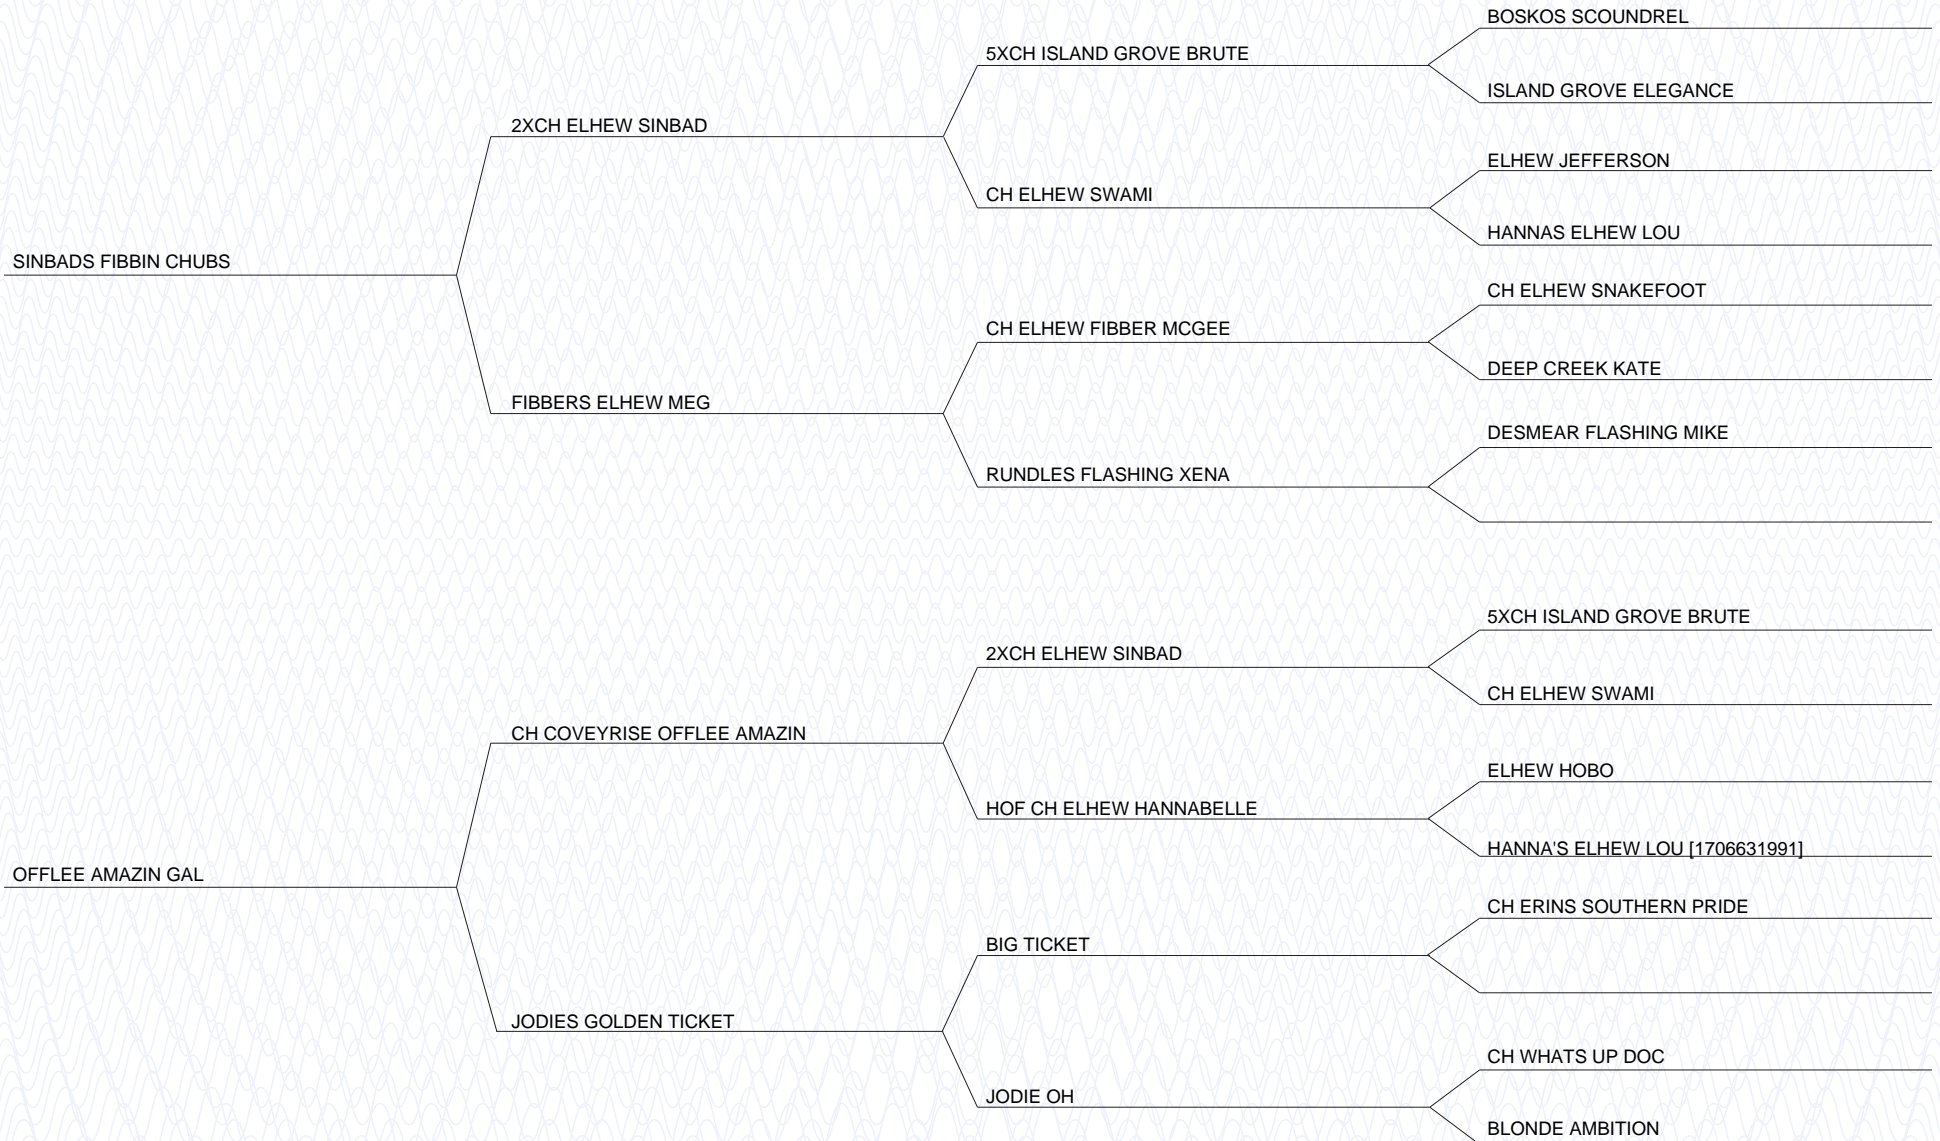 BOSKOS SCOUNDREL
5XCH ISLAND GROVE BRUTE
ISLAND GROVE ELEGANCE
2XCH ELHEW SINBAD
ELHEW JEFFERSON
CH ELHEW SWAMI
HANNAS ELHEW LOU
SINBADS FIBBIN CHUBS
CH ELHEW SNAKEFOOT
CH ELHEW FIBBER MCGEE
DEEP CREEK KATE
FIBBERS ELHEW MEG
DESMEAR FLASHING MIKE
RUNDLES FLASHING XENA
5XCH ISLAND GROVE BRUTE
2XCH ELHEW SINBAD
CH ELHEW SWAMI
CH COVEYRISE OFFLEE AMAZIN
ELHEW HOBO
HOF CH ELHEW HANNABELLE
HANNA'S ELHEW LOU [1706631991]
OFFLEE AMAZIN GAL
CH ERINS SOUTHERN PRIDE
BIG TICKET
JODIES GOLDEN TICKET
CH WHATS UP DOC
JODIE OH
BLONDE AMBITION